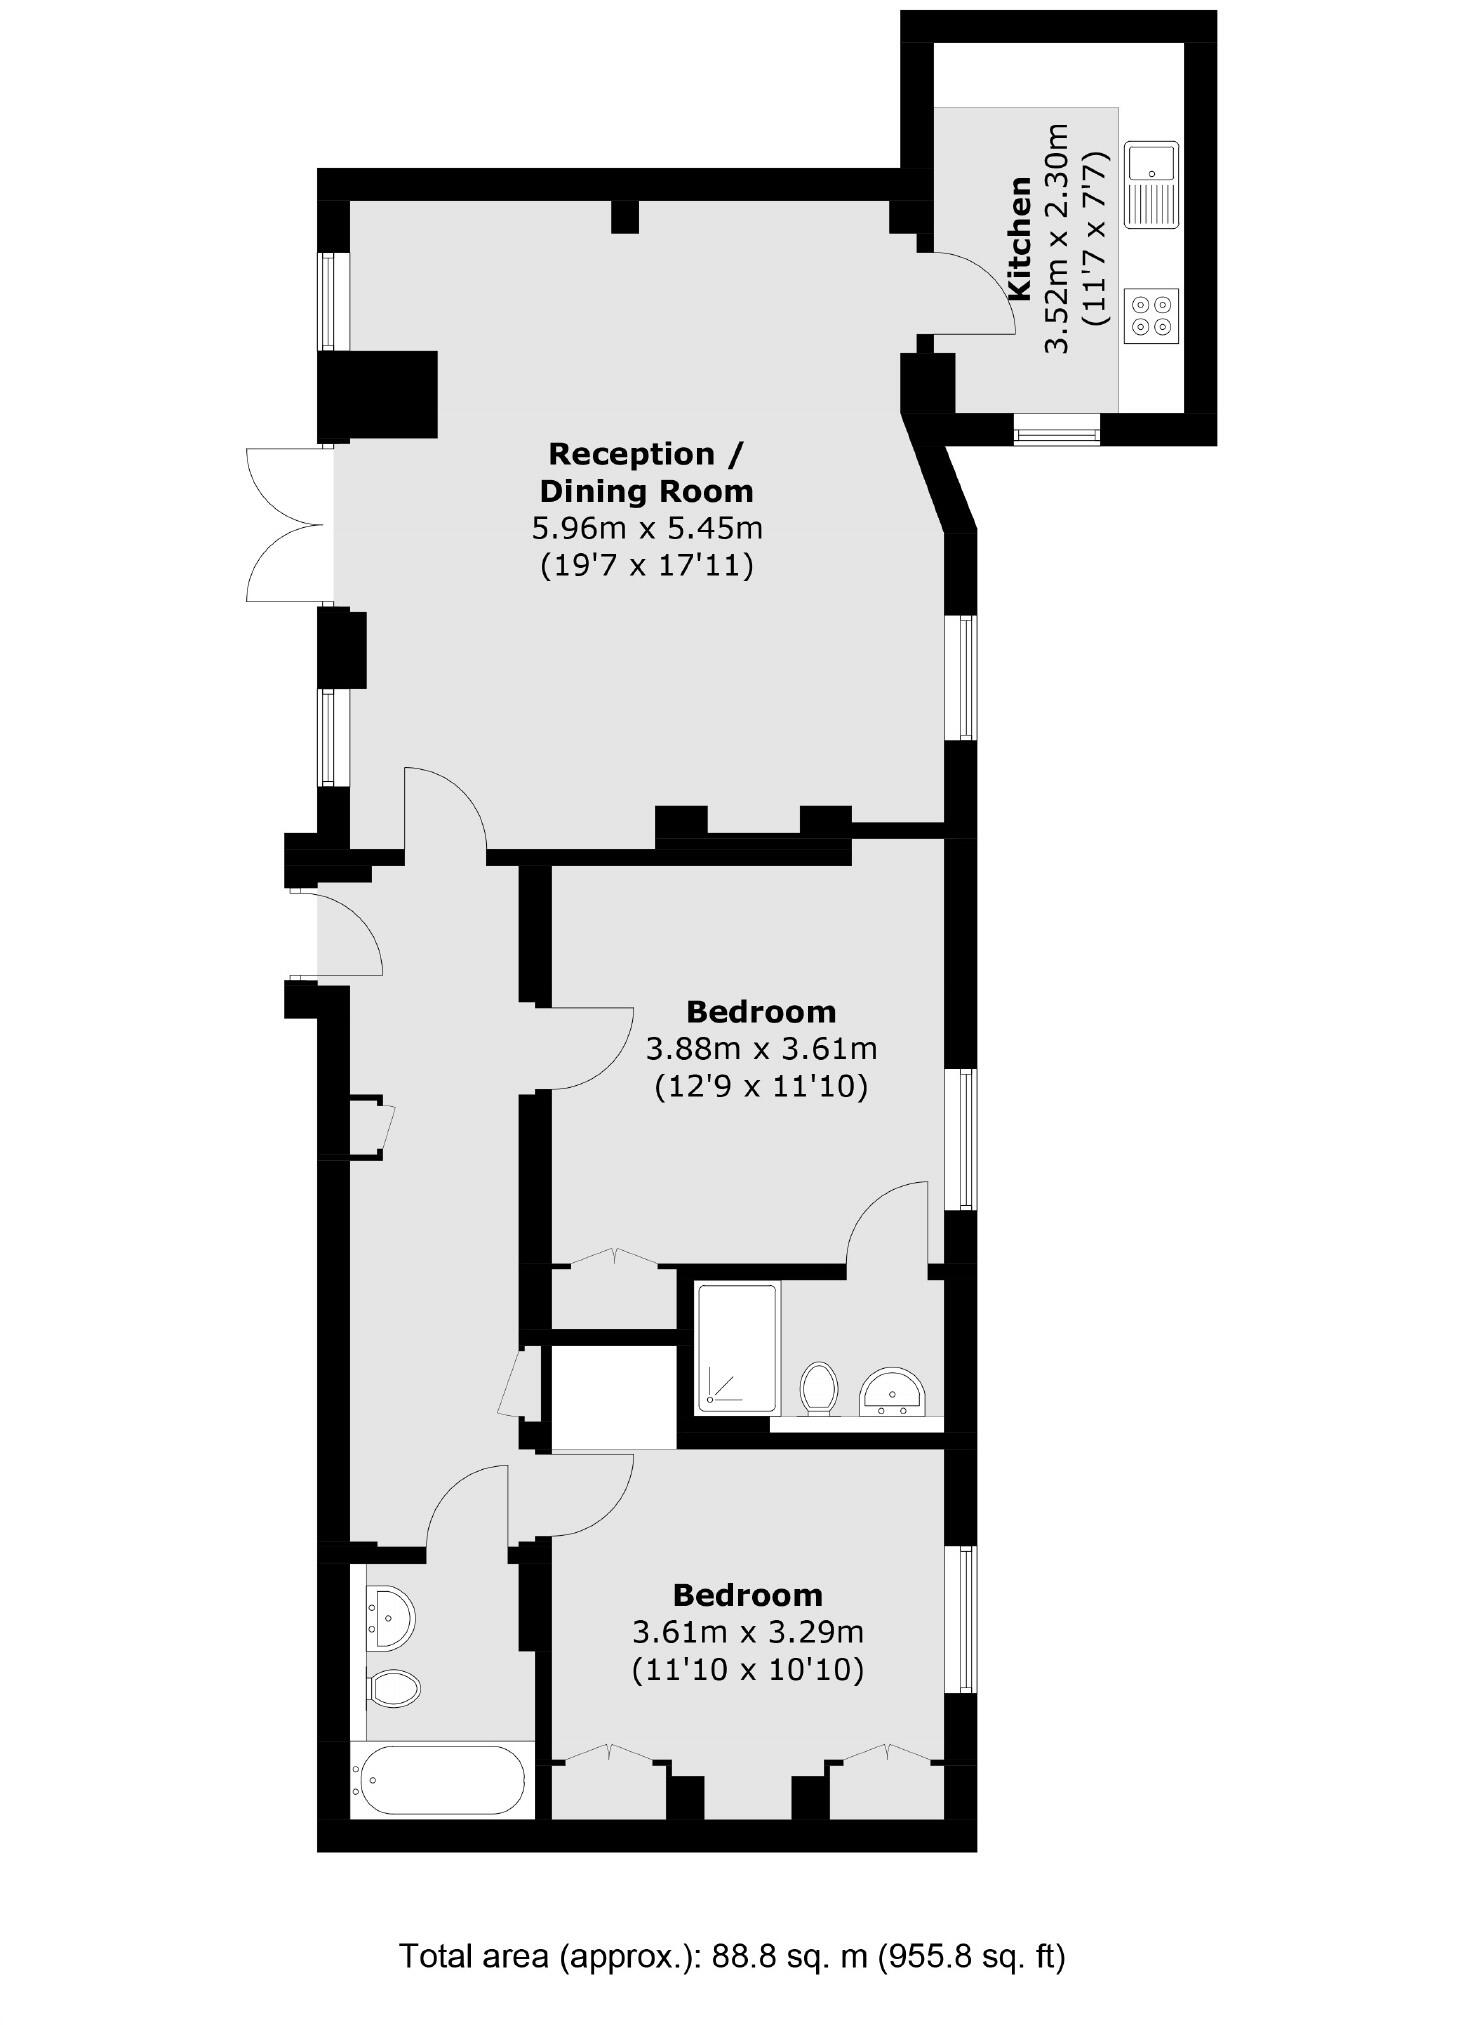 Kitchen
3.52m x 2.30m
(11'7 x 7'7)
Reception /
Dining Room
5.96m x 5.45m
(19'7 x 17'11)
Bedroom
3.88m x 3.61m
(12'9 x 11'10)
Bedroom
3.61m x 3.29m
(11'10 x 10'10)
Total area (approx.): 88.8 sq. m (955.8 sq. ft)